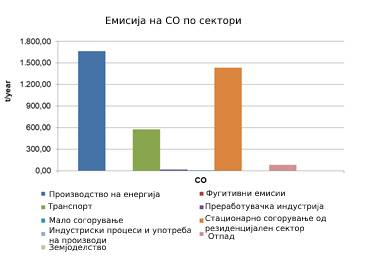 Емисија на CO по сектори
t/year
1.800,00
1.500,00
1.200,00
900,00
600,00
300,00
0,00
CO
Производство на енергија
Фугитивни емисии
Транспорт
Преработувачка индустрија
Мало согорување
Стационарно согорување од
резиденцијален сектор
Индустриски процеси и употреба
на производи
Отпад
Земјоделство